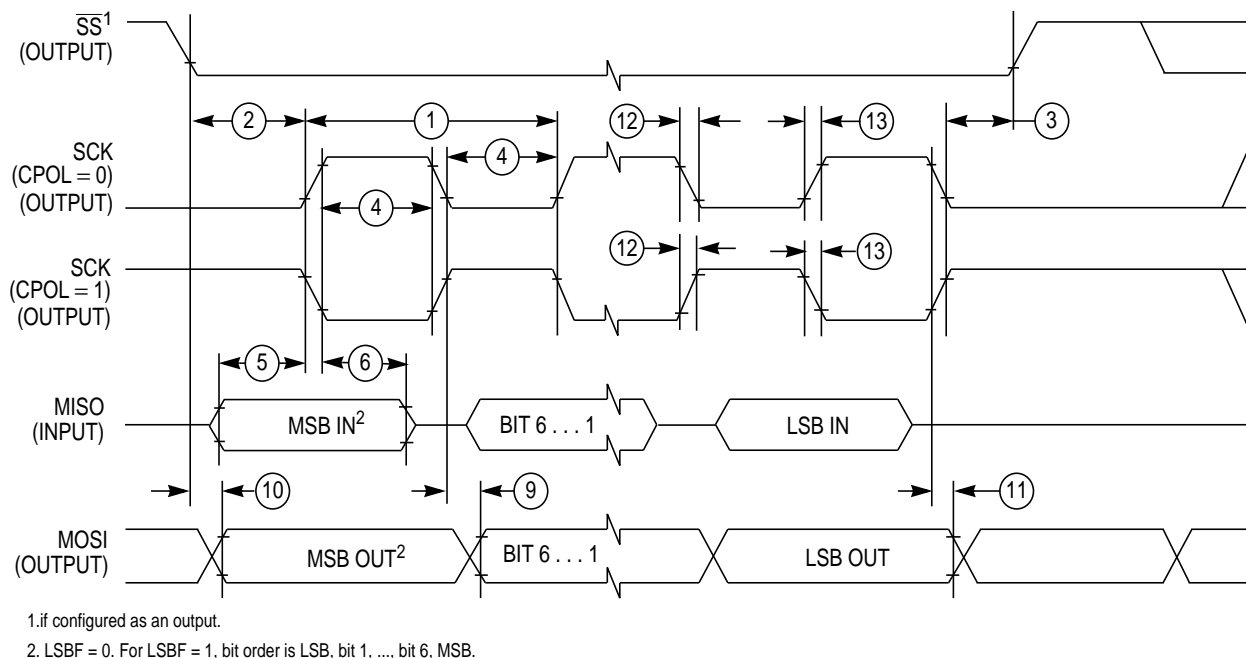 SS¹
(OUTPUT)
2
1
12
13
3
SCK
(CPOL = 0)
(OUTPUT)
4
4
12
13
SCK
(CPOL = 1)
(OUTPUT)
5
6
MISO
(INPUT)
MSB IN²
BIT 6 . . . 1
LSB IN
10
9
11
MOSI
(OUTPUT)
MSB OUT²
BIT 6 . . . 1
LSB OUT
1.if configured as an output.
2. LSBF = 0. For LSBF = 1, bit order is LSB, bit 1, ..., bit 6, MSB.